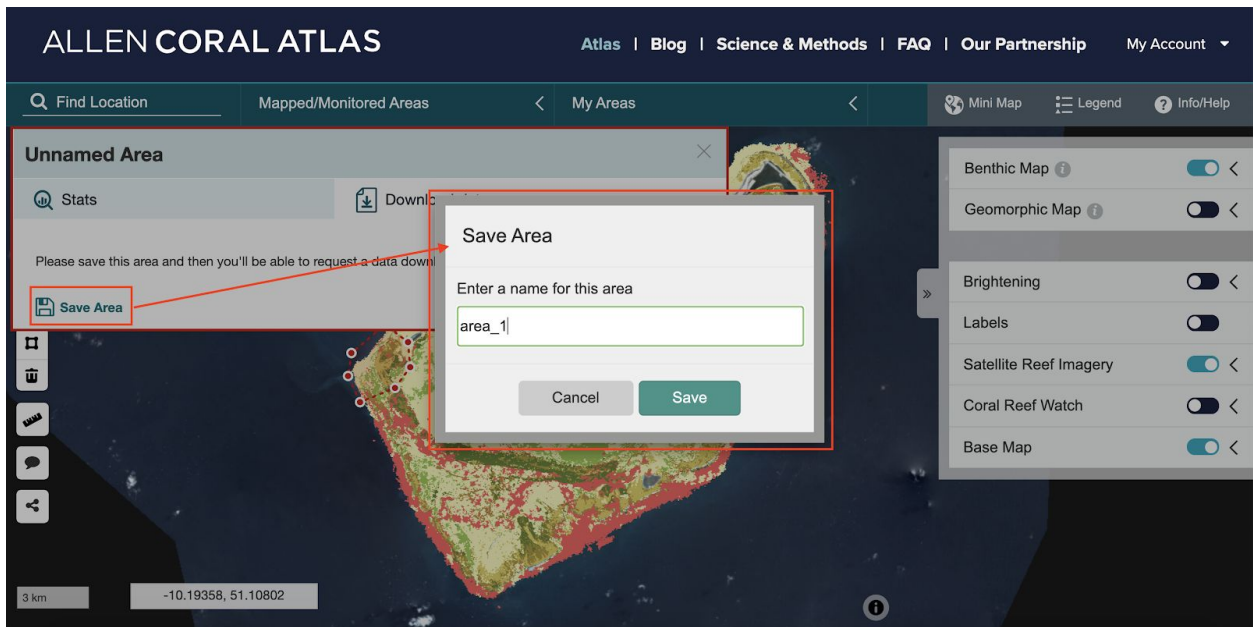 ALLEN CORAL ATLAS
Atlas | Blog | Science & Methods | FAQ | Our Partnership My Account
Find Location Mapped/Monitored Areas My Areas Mini Map Legend Info/Help
Unnamed Area
Stats
Please save this area and then you'll be able to request a data
Save Area
Save Area
Enter a name for this area
area_1
Cancel Save
Benthic Map
Geomorphic Map
Brightening
Labels
Satellite Reef Imagery
Coral Reef Watch
Base Map
3 km
-10.19358, 51.10802